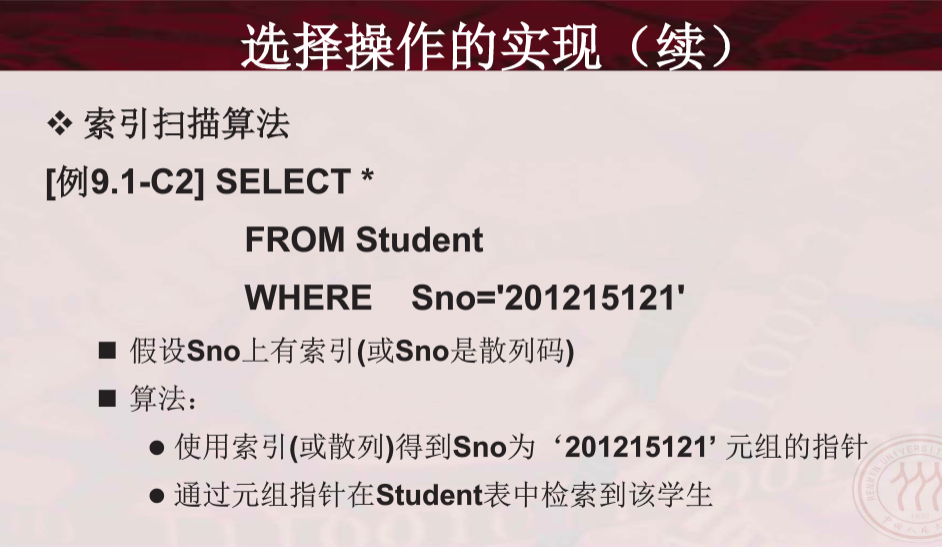 选择操作的实现（续）
❖ 索引扫描算法
[例9.1-C2] SELECT *
FROM Student
WHERE Sno='201215121'
■ 假设Sno上有索引(或Sno是散列码)
■ 算法：
● 使用索引(或散列)得到Sno为‘201215121’ 元组的指针
● 通过元组指针在Student表中检索到该学生